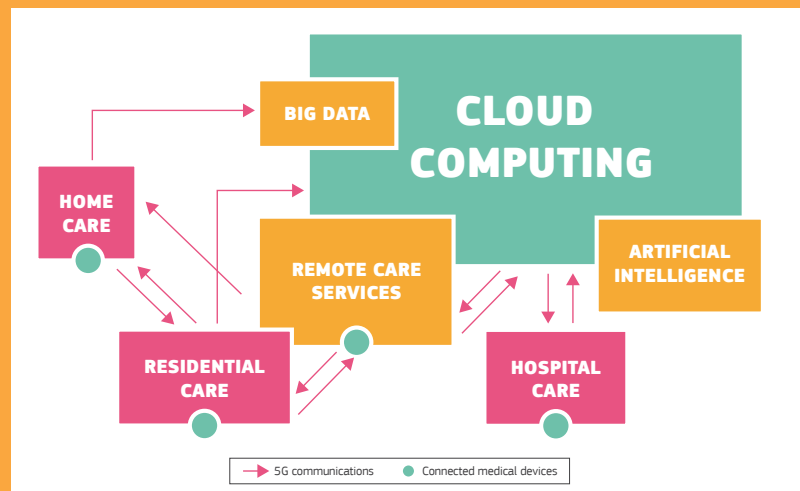 BIG DATA
CLOUD
COMPUTING
HOME
CARE
REMOTE CARE
SERVICES
ARTIFICIAL
INTELLIGENCE
RESIDENTIAL
CARE
HOSPITAL
CARE
5G communications
Connected medical devices